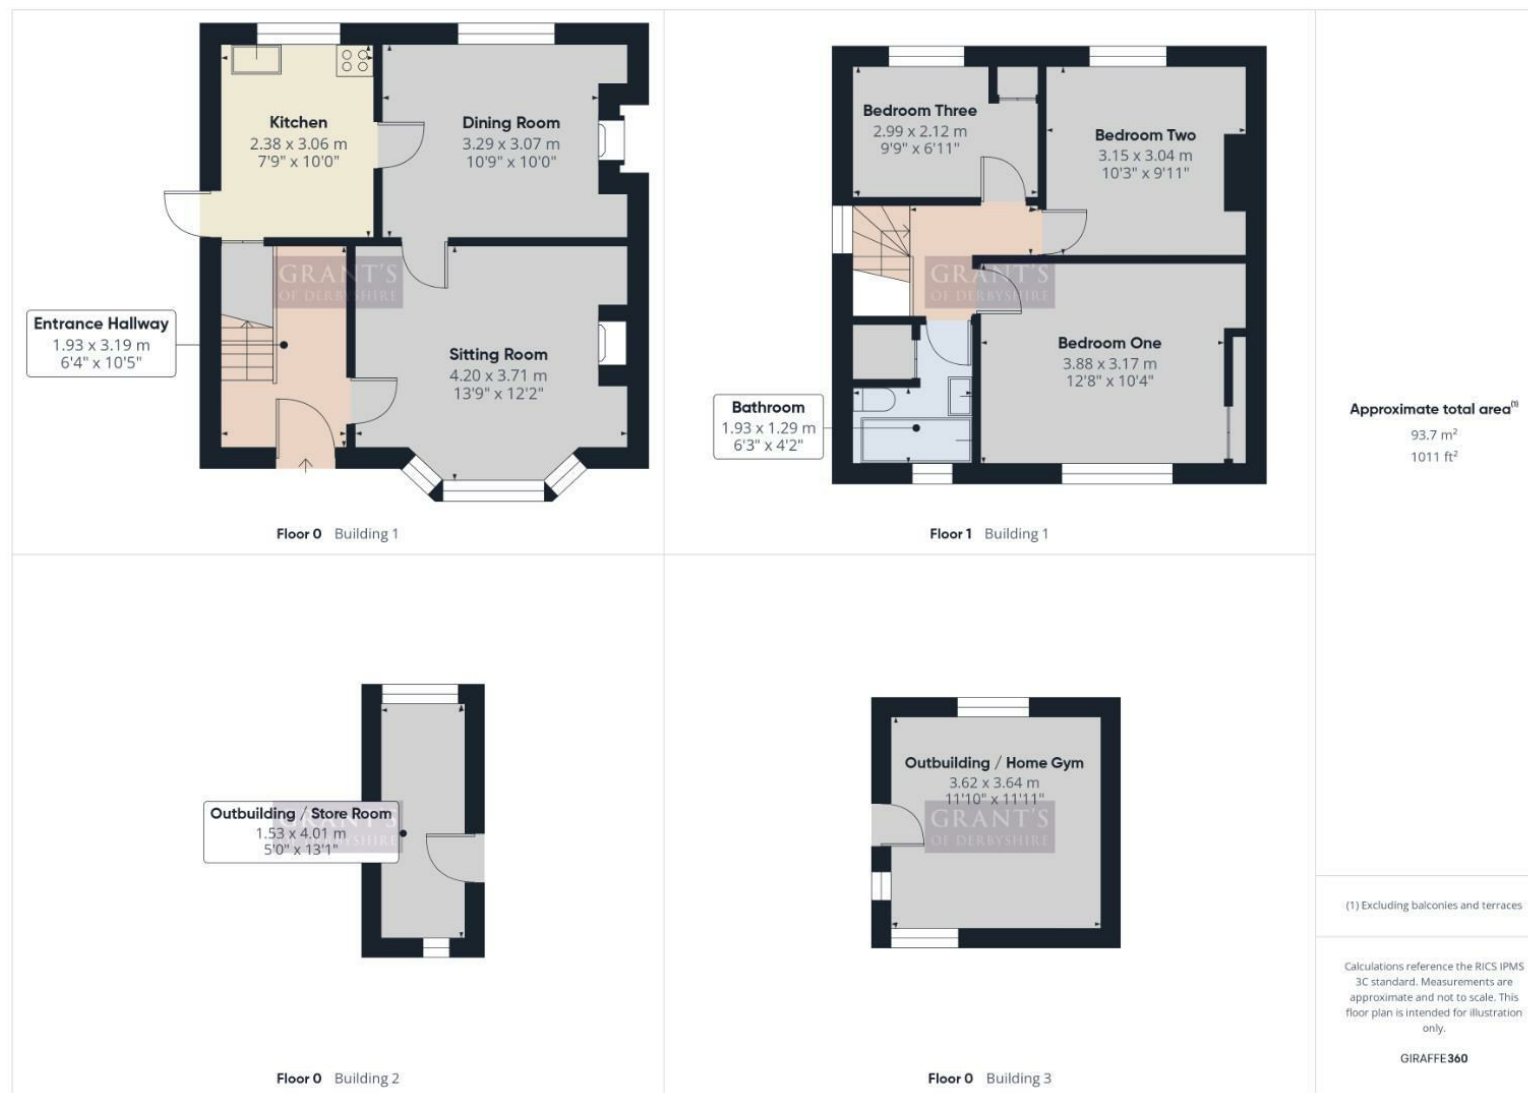 Kitchen
2.38 x 3.06 m
7'9" x 10'0"
Dining Room
3.29 x 3.07 m
10'9" x 10'0"
GRANT'S
OF DERBYSHIRE
Entrance Hallway
1.93 x 3.19 m
6'4" x 10'5"
Sitting Room
4.20 x 3.71 m
13'9" x 12'2"
Floor 0 Building 1
Bedroom Three
2.99 x 2.12 m
9'9" x 6'11"
Bedroom Two
3.15 x 3.04 m
10'3" x 9'11"
GRANT'S
OF DERBYSHIRE
Bedroom One
3.88 x 3.17 m
12'8" x 10'4"
Bathroom
1.93 x 1.29 m
6'3" x 4'2"
Floor 1 Building 1
Outbuilding / Store Room
1.53 x 4.01 m
5'0" x 13'1"
GRANT'S
OF DERBYSHIRE
Floor 0 Building 2
Outbuilding / Home Gym
3.62 x 3.64 m
11'10" x 11'11"
GRANT'S
OF DERBYSHIRE
Floor 0 Building 3
Approximate total area(1)
93.7 m²
1011 ft²
(1) Excluding balconies and terraces
Calculations reference the RICS IPMS
3C standard. Measurements are
approximate and not to scale. This
floor plan is intended for illustration
only.
GIRAFFE360